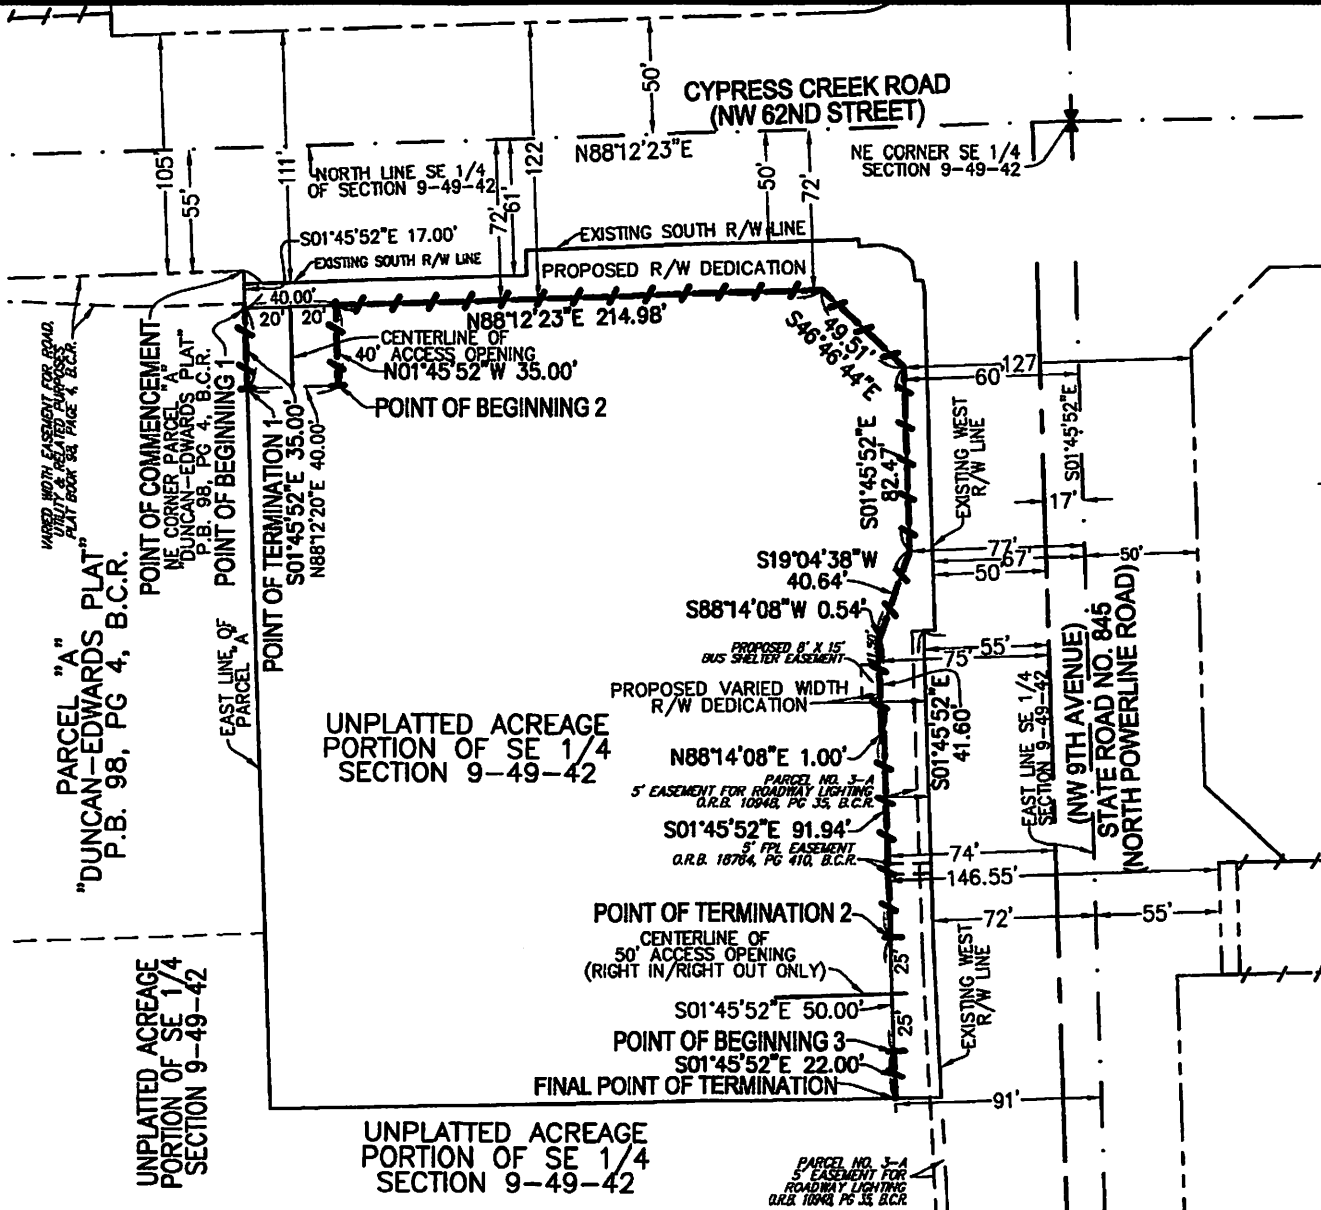 CYPRESS CREEK ROAD
(NW 62ND STREET)
N88°12'23"E
50'
NE CORNER SE 1/4
SECTION 9-49-42
NORTH LINE SE 1/4
OF SECTION 9-49-42
105'
55'
111'
72'
61'
122'
50'
72'
S01°45'52"E 17.00'
EXISTING SOUTH R/W LINE
EXISTING SOUTH R/W LINE
PROPOSED R/W DEDICATION
40.00'
20' 20'
N88°12'23"E 214.98'
CENTERLINE OF
40' ACCESS OPENING
N01°45'52"W 35.00'
POINT OF BEGINNING 2
49.51'
S46°46'44"E
127'
60'
S01°45'52"E
82.47'
EXISTING WEST
R/W LINE
S01°45'52"E
17'
VARIED WIDTH EASEMENT FOR ROAD,
UTILITY & RELATED PURPOSES
PLAT BOOK 98, PAGE 4, B.C.R.
POINT OF COMMENCEMENT
NE CORNER PARCEL "A"
"DUNCAN-EDWARDS PLAT"
P.B. 98, PG 4, B.C.R.
POINT OF BEGINNING 1
POINT OF TERMINATION 1
S01°45'52"E 35.00'
N88°12'20"E 40.00'
PARCEL "A"
"DUNCAN-EDWARDS PLAT"
P.B. 98, PG 4, B.C.R.
EAST LINE OF
PARCEL "A"
S19°04'38"W
40.64'
S88°14'08"W 0.54'
77'
67'
50'
50'
PROPOSED 8' X 15'
BUS SHELTER EASEMENT
55'
75'
PROPOSED VARIED WIDTH
R/W DEDICATION
S01°45'52"E
41.60'
UNPLATTED ACREAGE
PORTION OF SE 1/4
SECTION 9-49-42
N88°14'08"E 1.00'
PARCEL NO. 3-A
5' EASEMENT FOR ROADWAY LIGHTING
O.R.B. 10948, PG 35, B.C.R.
S01°45'52"E 91.94'
5' FPL EASEMENT
O.R.B. 18764, PG 410, B.C.R.
EAST LINE SE 1/4
SECTION 9-49-42
(NW 9TH AVENUE)
STATE ROAD NO. 845
(NORTH POWERLINE ROAD)
74'
146.55'
72'
55'
POINT OF TERMINATION 2
CENTERLINE OF
50' ACCESS OPENING
(RIGHT IN/RIGHT OUT ONLY)
25'
S01°45'52"E 50.00'
25'
EXISTING WEST
R/W LINE
POINT OF BEGINNING 3
S01°45'52"E 22.00'
FINAL POINT OF TERMINATION
91'
UNPLATTED ACREAGE
PORTION OF SE 1/4
SECTION 9-49-42
UNPLATTED ACREAGE
PORTION OF SE 1/4
SECTION 9-49-42
PARCEL NO. 3-A
5' EASEMENT FOR
ROADWAY LIGHTING
O.R.B. 10948, PG 35, B.C.R.